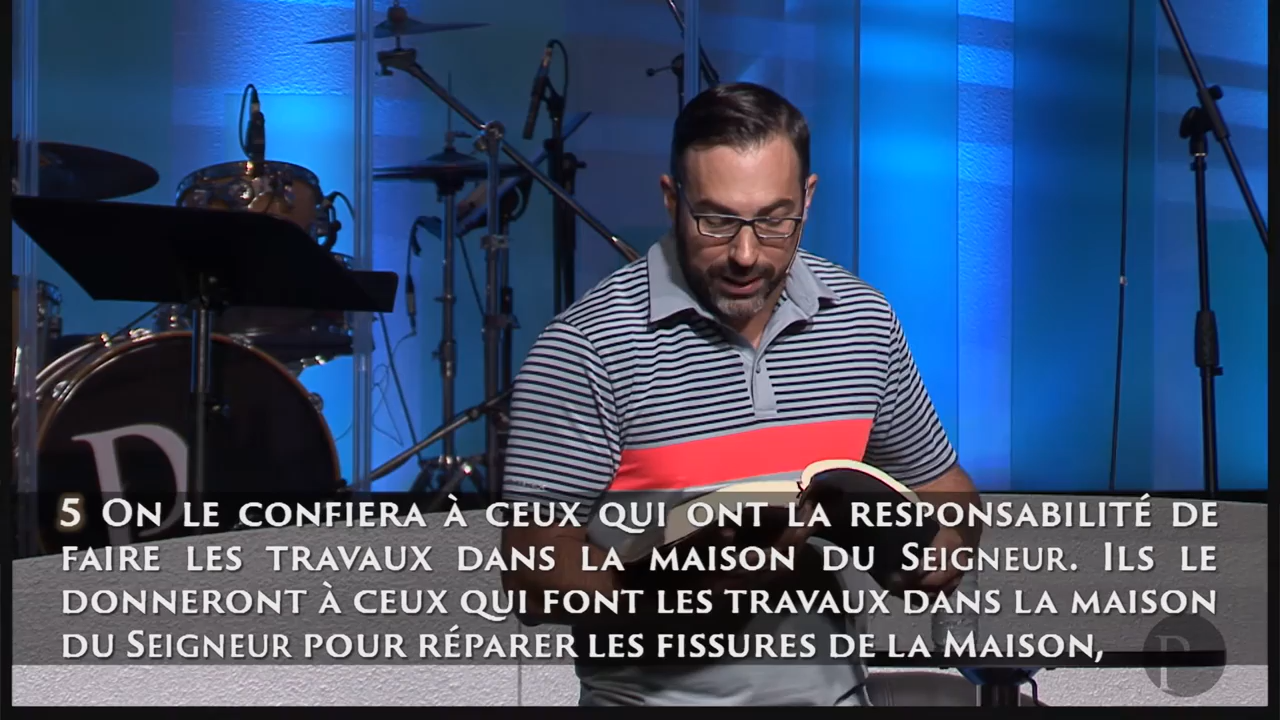 5 ON LE CONFIERA À CEUX QUI ONT LA RESPONSABILITÉ DE
FAIRE LES TRAVAUX DANS LA MAISON DU SEIGNEUR. ILS LE
DONNERONT À CEUX QUI FONT LES TRAVAUX DANS LA MAISON
DU SEIGNEUR POUR RÉPARER LES FISSURES DE LA MAISON,
P
P